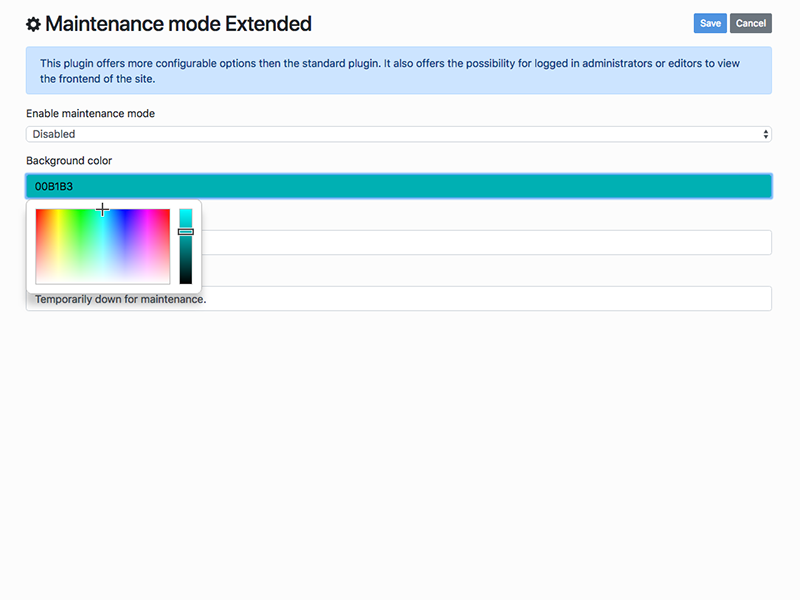 Maintenance mode Extended
Save
Cancel
This plugin offers more configurable options then the standard plugin. It also offers the possibility for logged in administrators or editors to view
the frontend of the site.
Enable maintenance mode
Disabled
Background color
00B1B3
Temporarily down for maintenance.